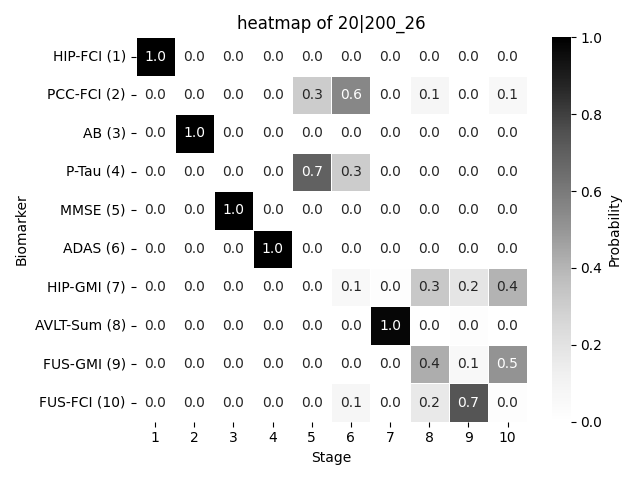 heatmap of 20|200_26
HIP-FCI (1) 1.0 0.0 0.0 0.0 0.0 0.0 0.0 0.0 0.0 0.0
PCC-FCI (2) 0.0 0.0 0.0 0.0 0.3 0.6 0.0 0.1 0.0 0.1
AB (3) 0.0 1.0 0.0 0.0 0.0 0.0 0.0 0.0 0.0 0.0
P-Tau (4) 0.0 0.0 0.0 0.0 0.7 0.3 0.0 0.0 0.0 0.0
MMSE (5) 0.0 0.0 1.0 0.0 0.0 0.0 0.0 0.0 0.0 0.0
ADAS (6) 0.0 0.0 0.0 1.0 0.0 0.0 0.0 0.0 0.0 0.0
HIP-GMI (7) 0.0 0.0 0.0 0.0 0.0 0.1 0.0 0.3 0.2 0.4
AVLT-Sum (8) 0.0 0.0 0.0 0.0 0.0 0.0 1.0 0.0 0.0 0.0
FUS-GMI (9) 0.0 0.0 0.0 0.0 0.0 0.0 0.0 0.4 0.1 0.5
FUS-FCI (10) 0.0 0.0 0.0 0.0 0.0 0.1 0.0 0.2 0.7 0.0
1 2 3 4 5 6 7 8 9 10
Stage
Biomarker
1.0
0.8
0.6
0.4
0.2
0.0
Probability